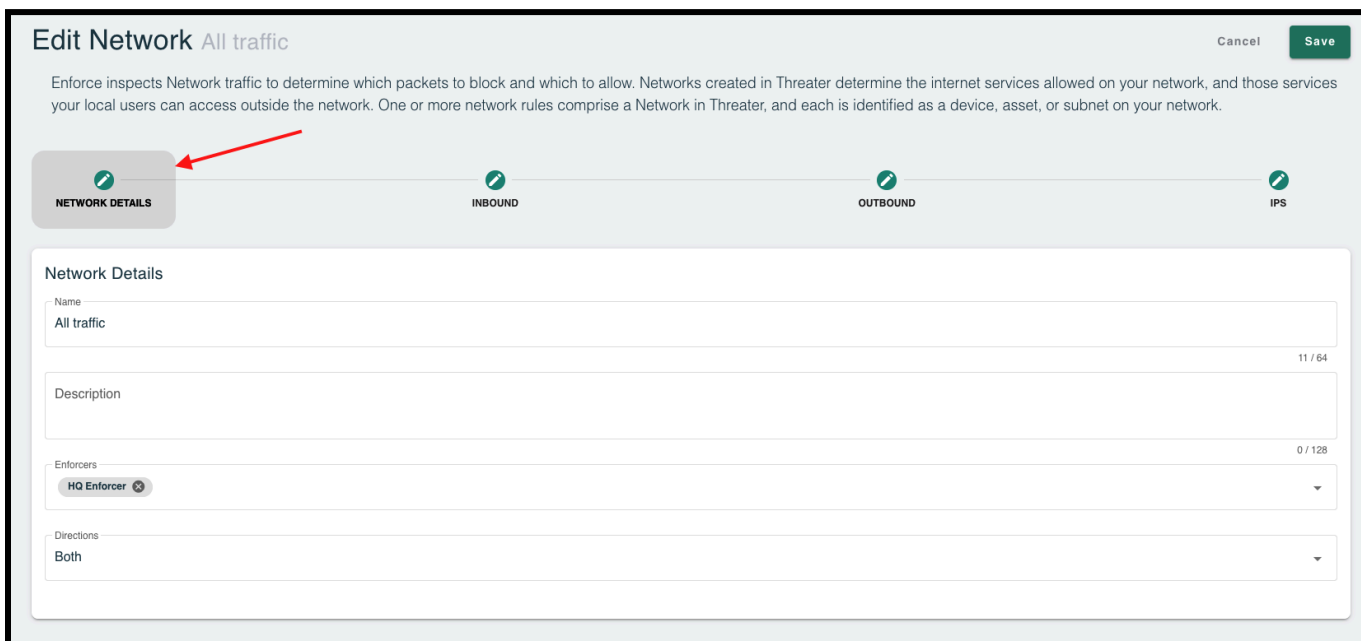 Edit Network All traffic
Cancel
Save
Enforce inspects Network traffic to determine which packets to block and which to allow. Networks created in Threater determine the internet services allowed on your network, and those services
your local users can access outside the network. One or more network rules comprise a Network in Threater, and each is identified as a device, asset, or subnet on your network.
NETWORK DETAILS
INBOUND
OUTBOUND
IPS
Network Details
Name
All traffic
11 / 64
Description
0 / 128
Enforcers
HQ Enforcer
Directions
Both